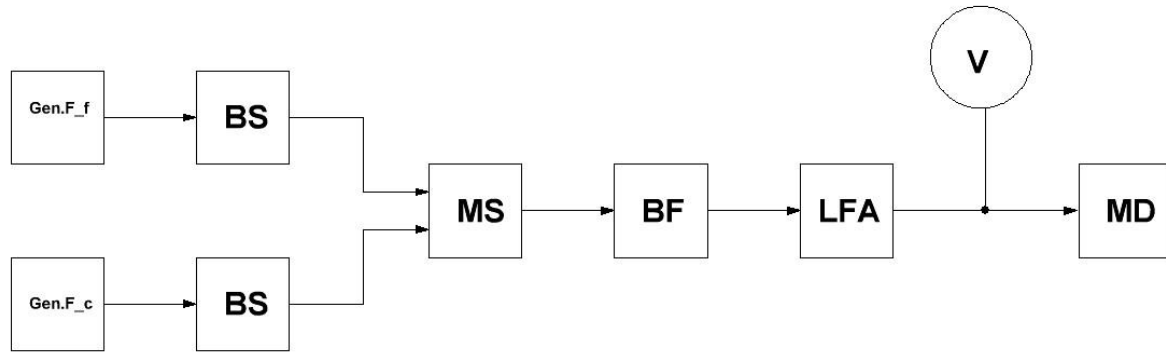 V
Gen.F_f
BS
MS
BF
LFA
MD
Gen.F_c
BS